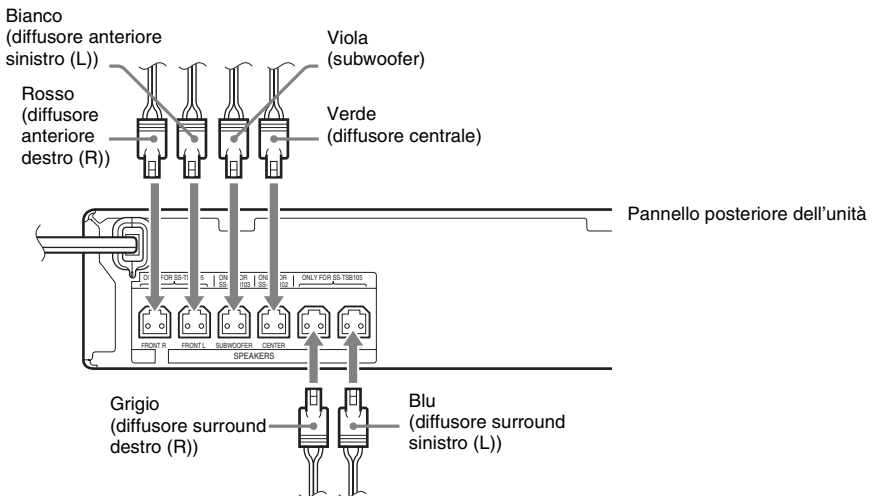 Bianco
(diffusore anteriore
sinistro (L))
Viola
(subwoofer)
Rosso
(diffusore
anteriore
destro (R))
Verde
(diffusore centrale)
Pannello posteriore dell'unità
ONLY FOR SS-TSB105
FRONT R
FRONT L
SUBWOOFER
CENTER
SPEAKERS
Grigio
(diffusore surround
destro (R))
Blu
(diffusore surround
sinistro (L))